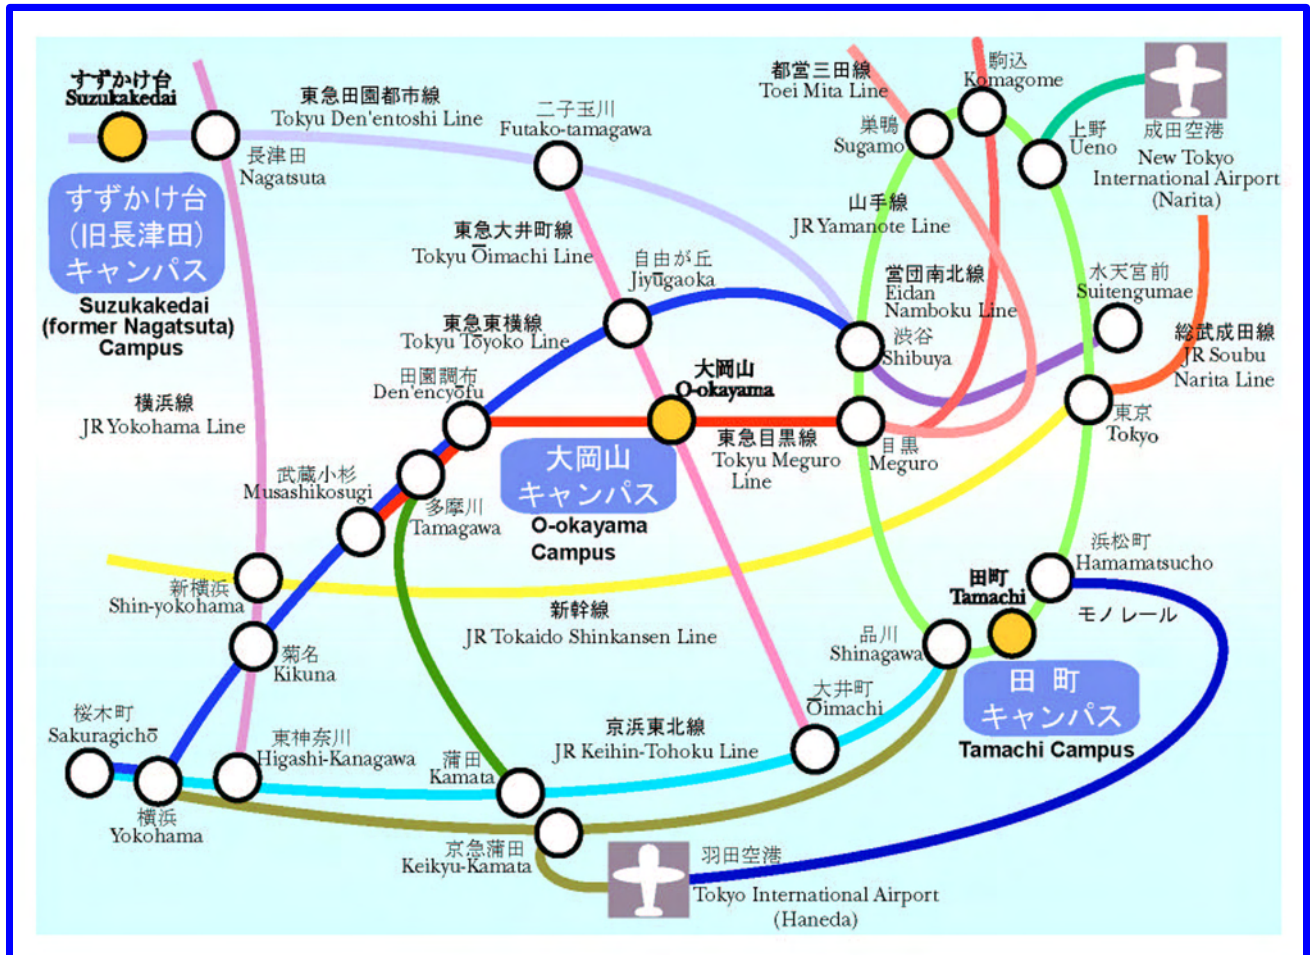 すずかけ台
Suzukakedai
東急田園都市線
Tokyu Den'entoshi Line
長津田
Nagatsuta
二子玉川
Futako-tamagawa
都営三田線
Toei Mita Line
駒込
Komagome
巣鴨
Sugamo
上野
Ueno
成田空港
New Tokyo
International Airport
(Narita)
すずかけ台
(旧長津田)
キャンパス
Suzukakedai
(former Nagatsuta)
Campus
東急大井町線
Tokyu Ōimachi Line
自由が丘
Jiyūgaoka
山手線
JR Yamanote Line
営団南北線
Eidan
Namboku Line
水天宮前
Suitengumae
総武成田線
JR Soubu
Narita Line
東急東横線
Tokyu Tōyoko Line
渋谷
Shibuya
田園調布
Den'encyōfu
大岡山
O-okayama
横浜線
JR Yokohama Line
東急目黒線
Tokyu Meguro
Line
目黒
Meguro
東京
Tokyo
大岡山
キャンパス
O-okayama
Campus
武蔵小杉
Musashikosugi
多摩川
Tamagawa
新横浜
Shin-yokohama
新幹線
JR Tokaido Shinkansen Line
浜松町
Hamamatsucho
田町
Tamachi
モノレール
品川
Shinagawa
菊名
Kikuna
田 町
キャンパス
Tamachi Campus
大井町
Ōimachi
桜木町
Sakuragichō
東神奈川
Higashi-Kanagawa
京浜東北線
JR Keihin-Tohoku Line
蒲田
Kamata
横浜
Yokohama
京急蒲田
Keikyu-Kamata
羽田空港
Tokyo International Airport
(Haneda)